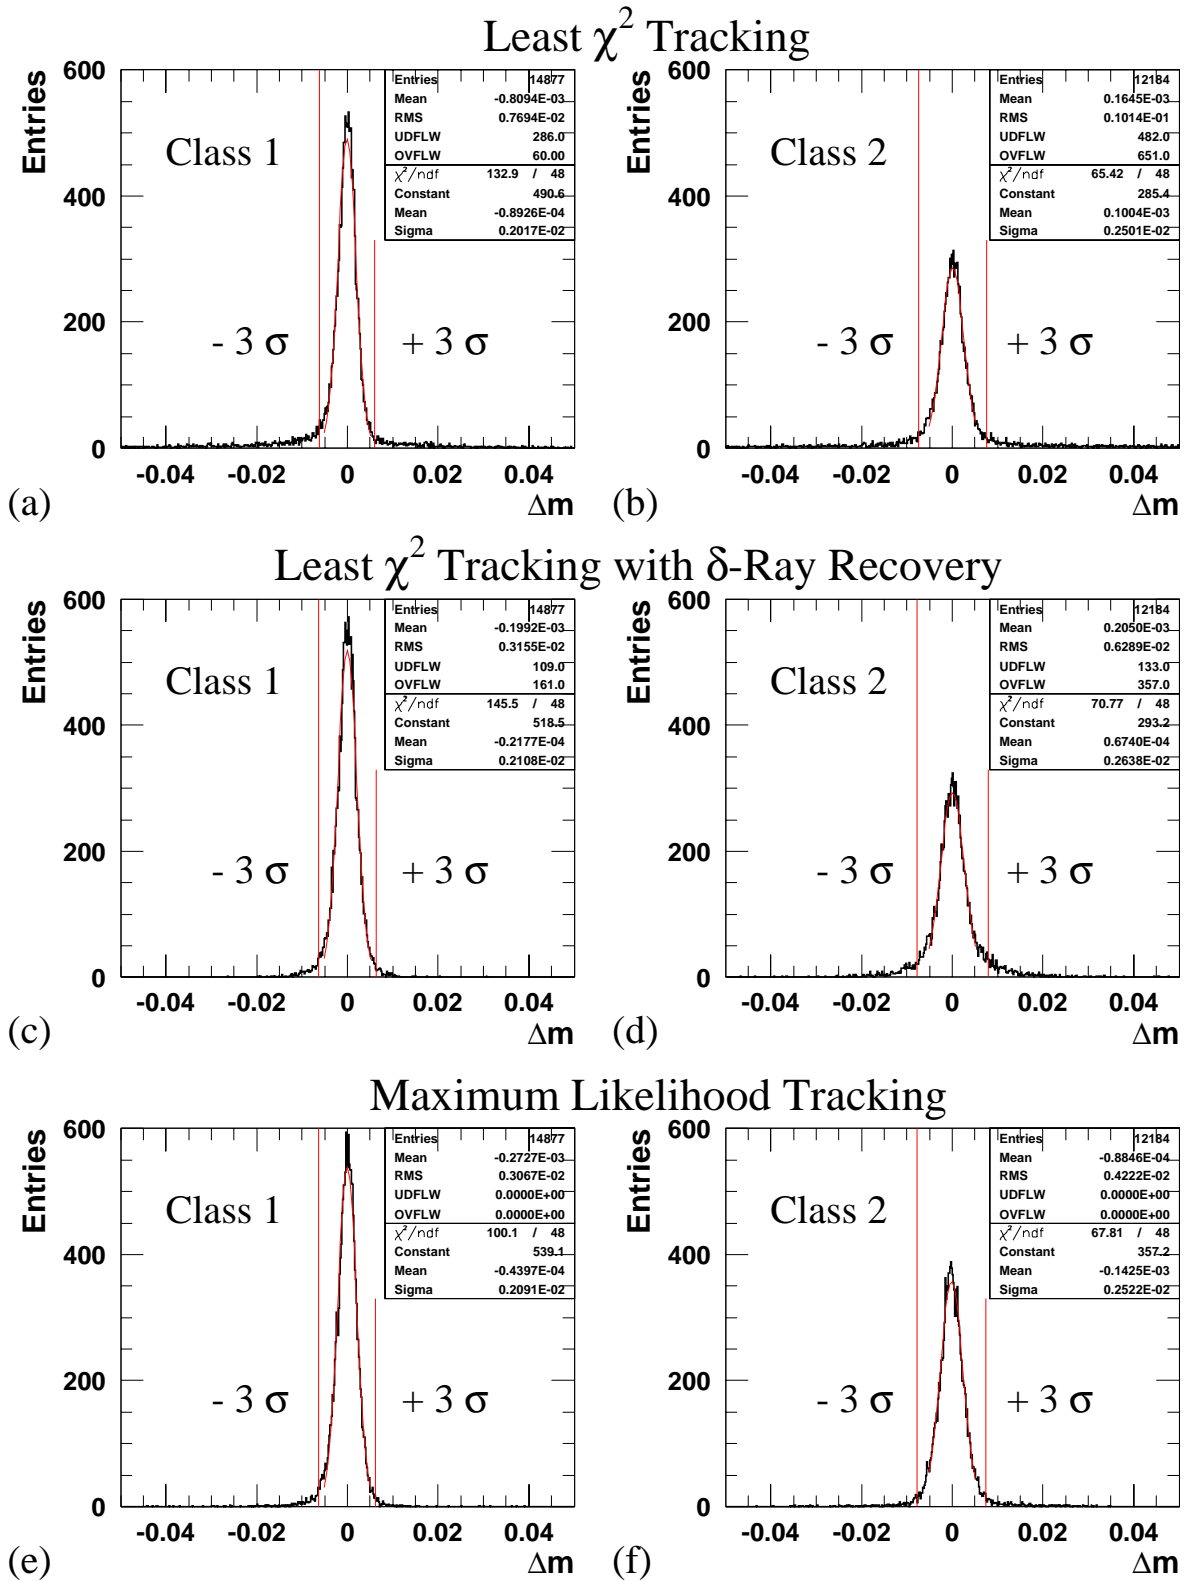 Least χ² Tracking
Entries
600
400
200
0
Class 1
- 3 σ
+ 3 σ
Entries 14877
Mean -0.8094E-03
RMS 0.7694E-02
UDFLW 286.0
OVFLW 60.00
χ²/ndf 132.9 / 48
Constant 490.6
Mean -0.8926E-04
Sigma 0.2017E-02
-0.04 -0.02 0 0.02 0.04
(a)
Δm
Entries
600
400
200
0
Class 2
- 3 σ
+ 3 σ
Entries 12184
Mean 0.1645E-03
RMS 0.1014E-01
UDFLW 482.0
OVFLW 651.0
χ²/ndf 65.42 / 48
Constant 285.4
Mean 0.1004E-03
Sigma 0.2501E-02
-0.04 -0.02 0 0.02 0.04
(b)
Δm
Least χ² Tracking with δ-Ray Recovery
Entries
600
400
200
0
Class 1
- 3 σ
+ 3 σ
Entries 14877
Mean -0.1992E-03
RMS 0.3155E-02
UDFLW 109.0
OVFLW 161.0
χ²/ndf 145.5 / 48
Constant 518.5
Mean -0.2177E-04
Sigma 0.2108E-02
-0.04 -0.02 0 0.02 0.04
(c)
Δm
Entries
600
400
200
0
Class 2
- 3 σ
+ 3 σ
Entries 12184
Mean 0.2050E-03
RMS 0.6289E-02
UDFLW 133.0
OVFLW 357.0
χ²/ndf 70.77 / 48
Constant 293.2
Mean 0.6740E-04
Sigma 0.2638E-02
-0.04 -0.02 0 0.02 0.04
(d)
Δm
Maximum Likelihood Tracking
Entries
600
400
200
0
Class 1
- 3 σ
+ 3 σ
Entries 14877
Mean -0.2727E-03
RMS 0.3067E-02
UDFLW 0.0000E+00
OVFLW 0.0000E+00
χ²/ndf 100.1 / 48
Constant 539.1
Mean -0.4397E-04
Sigma 0.2091E-02
-0.04 -0.02 0 0.02 0.04
(e)
Δm
Entries
600
400
200
0
Class 2
- 3 σ
+ 3 σ
Entries 12184
Mean -0.8846E-04
RMS 0.4222E-02
UDFLW 0.0000E+00
OVFLW 0.0000E+00
χ²/ndf 67.81 / 48
Constant 357.2
Mean -0.1425E-03
Sigma 0.2522E-02
-0.04 -0.02 0 0.02 0.04
(f)
Δm